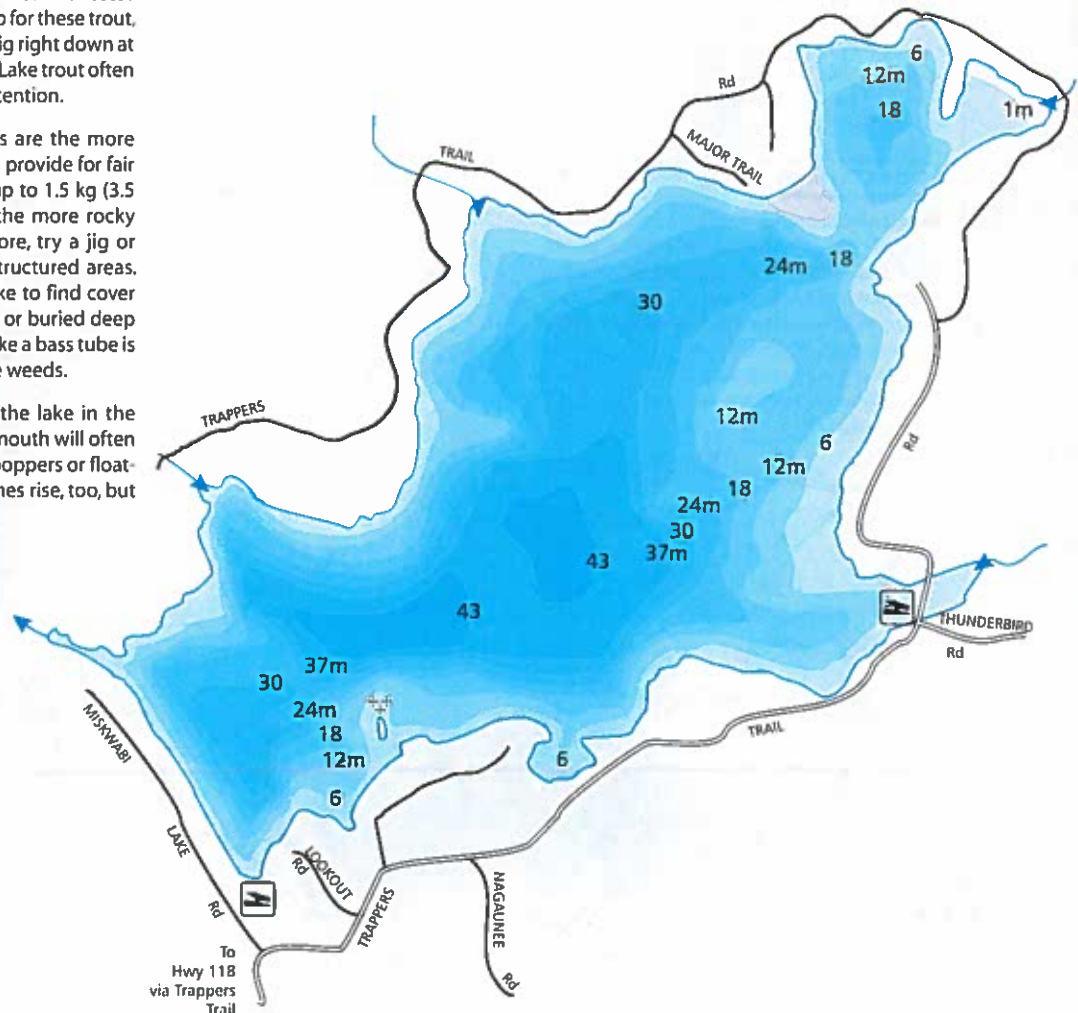 o for these trout,
ig right down at
Lake trout often
tention.
s are the more
provide for fair
up to 1.5 kg (3.5
the more rocky
ore, try a jig or
tructured areas.
ke to find cover
or buried deep
ke a bass tube is
e weeds.
the lake in the
mouth will often
oppers or float-
nes rise, too, but
6
12m
18
1m
Rd
MAJOR TRAIL
TRAIL
24m
18
30
TRAPPERS
12m
6
12m
18
24m
30
37m
43
43
Rd
THUNDERBIRD
Rd
37m
30
24m
18
12m
6
6
TRAIL
MISKWABI
LAKE
Rd
LOOKOUT
Rd
TRAPPERS
NAGAUNEE
Rd
To
Hwy 118
via Trappers
Trail